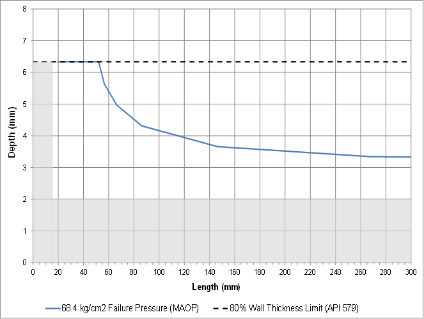 8
7
6
5
4
3
2
1
0
Depth (mm)
0 20 40 60 80 100 120 140 160 180 200 220 240 260 280 300
Length (mm)
68.4 kg/cm2 Failure Pressure (MAOP)
80% Wall Thickness Limit (API 579)